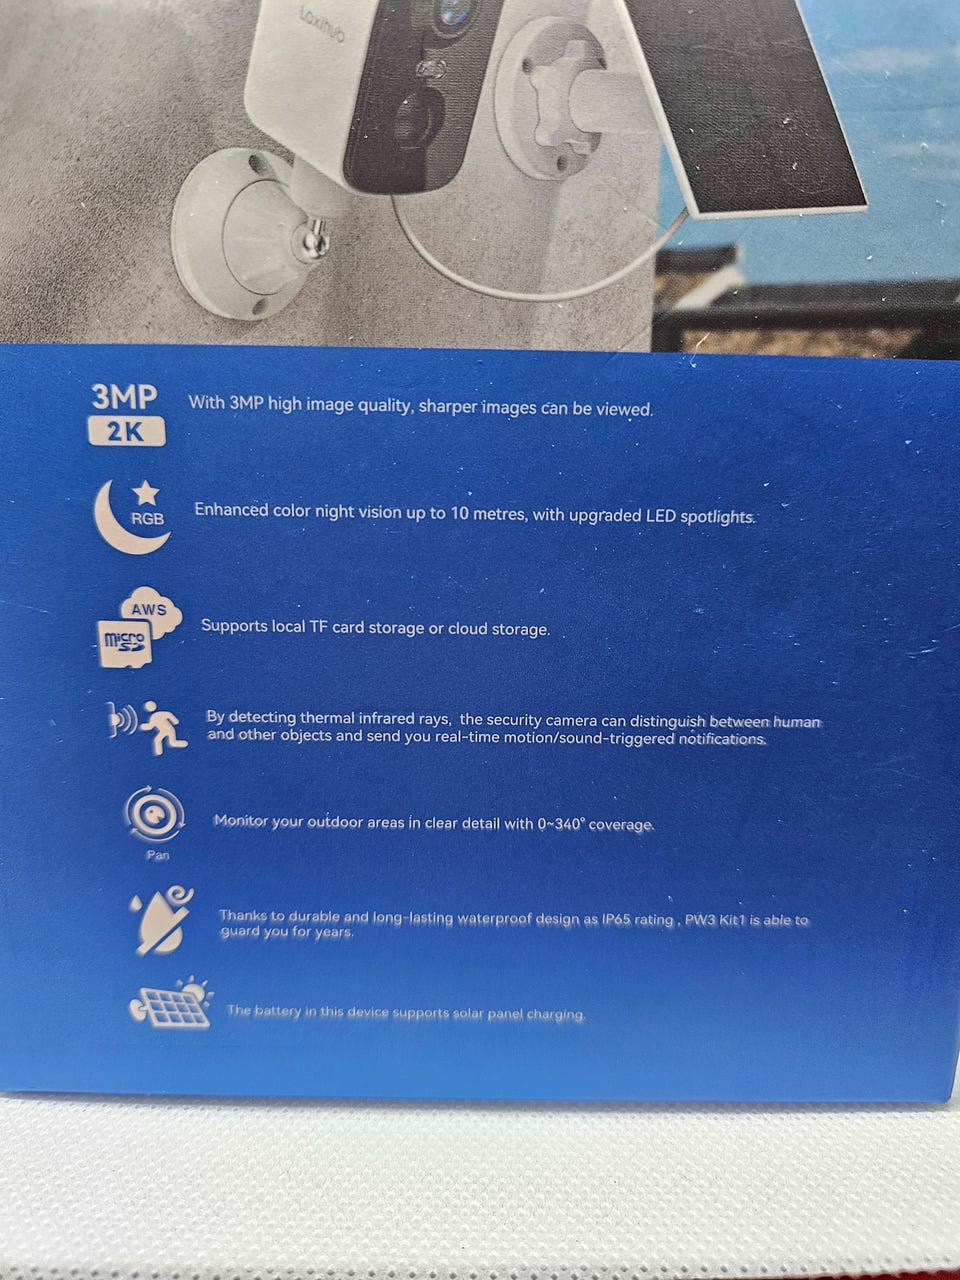 Laxihub
3MP
2K
With 3MP high image quality, sharper images can be viewed.
RGB
Enhanced color night vision up to 10 metres, with upgraded LED spotlights.
AWS
micro
SD
Supports local TF card storage or cloud storage.
By detecting thermal infrared rays, the security camera can distinguish between human
and other objects and send you real-time motion/sound-triggered notifications.
Monitor your outdoor areas in clear detail with 0~340° coverage.
Pan
Thanks to durable and long-lasting waterproof design as IP65 rating , PW3 Kit1 is able to
guard you for years.
The battery in this device supports solar panel charging.